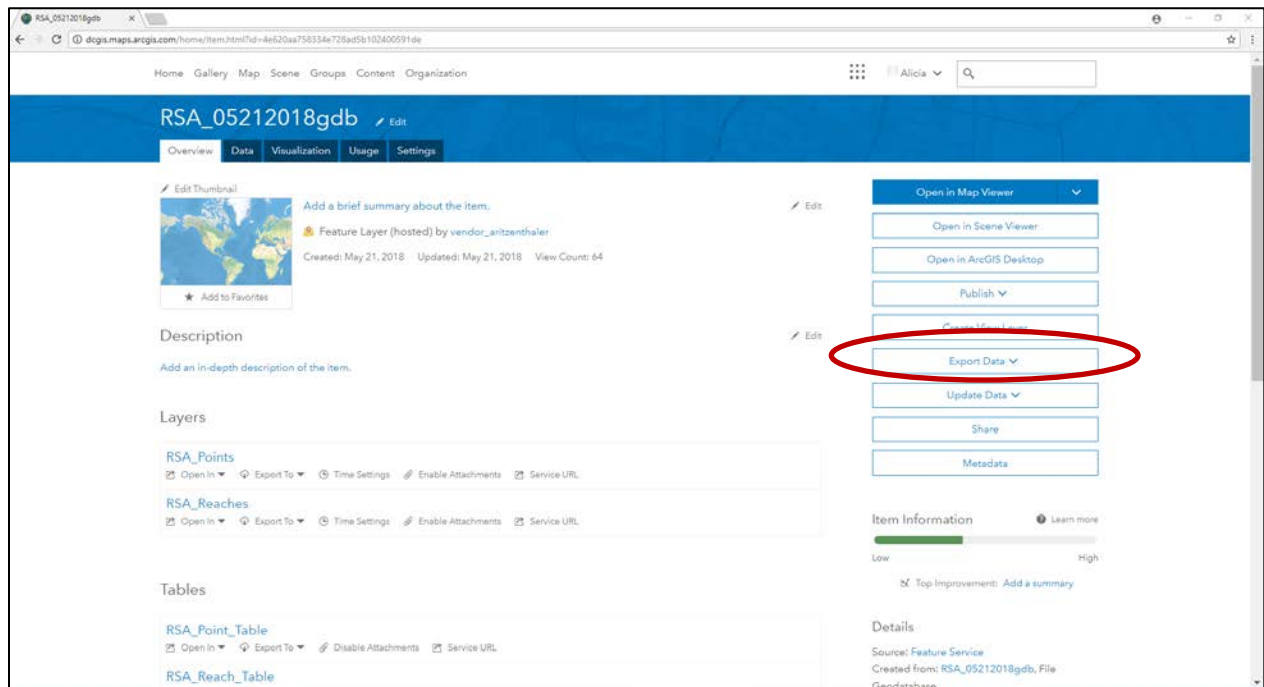 RSA_05212018gdb
dcgis.maps.arcgis.com/home/item.html?id=4e620aa758334e728ad5b102400591de
Home Gallery Map Scene Groups Content Organization Alicia
RSA_05212018gdb Edit
Overview Data Visualization Usage Settings
Edit Thumbnail
Add a brief summary about the item. Edit
Feature Layer (hosted) by vendor_aritzenthaler
Created: May 21, 2018 Updated: May 21, 2018 View Count: 64
Add to Favorites
Description Edit
Add an in-depth description of the item.
Layers
RSA_Points
Open In Export To Time Settings Enable Attachments Service URL
RSA_Reaches
Open In Export To Time Settings Enable Attachments Service URL
Tables
RSA_Point_Table
Open In Export To Disable Attachments Service URL
RSA_Reach_Table
Open in Map Viewer
Open in Scene Viewer
Open in ArcGIS Desktop
Publish
Create View Layer
Export Data
Update Data
Share
Metadata
Item Information Learn more
Low High
Top Improvement: Add a summary
Details
Source: Feature Service
Created from: RSA_05212018gdb, File
Geodatabase